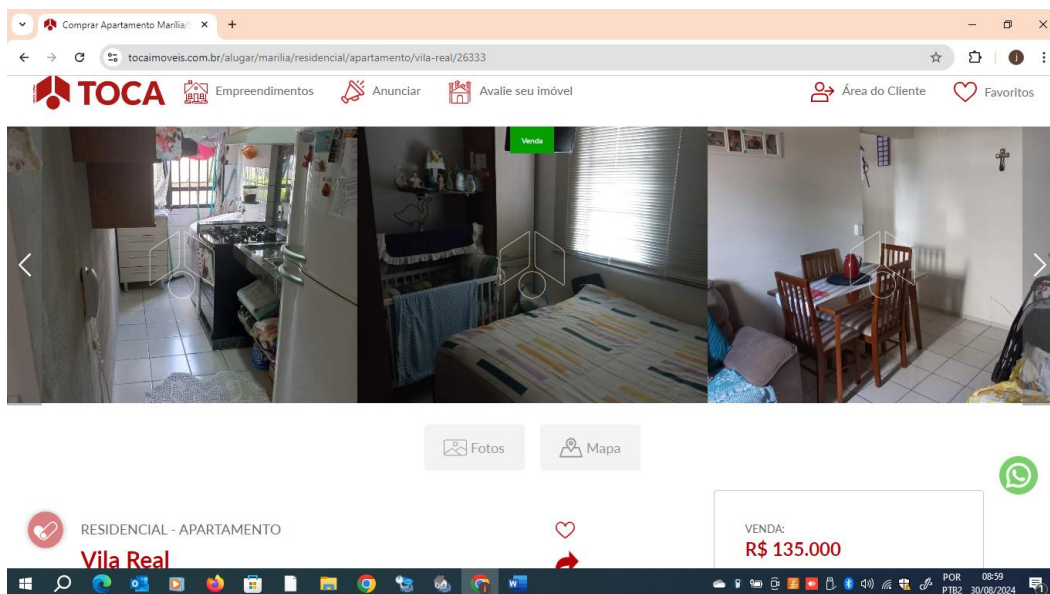 Comprar Apartamento Marília/
tocaimoveis.com.br/alugar/marilia/residencial/apartamento/vila-real/26333
TOCA
Empreendimentos
Anunciar
Avalie seu imóvel
Área do Cliente
Favoritos
Venda
Fotos
Mapa
RESIDENCIAL - APARTAMENTO
Vila Real
VENDA:
R$ 135.000
POR
PTB2
08:59
30/08/2024